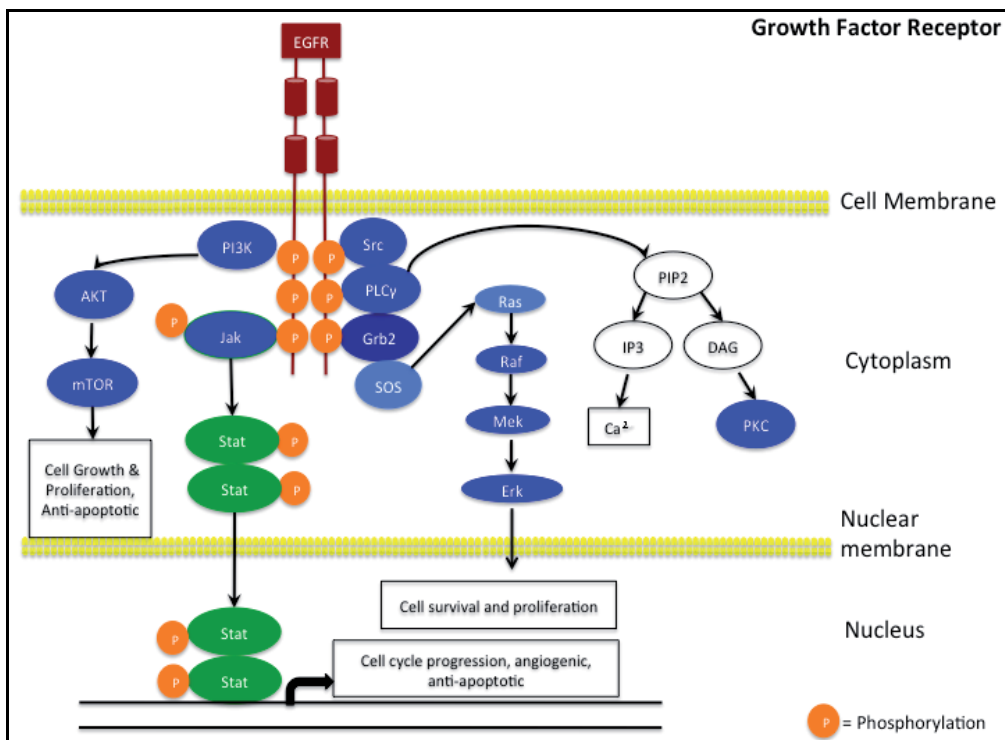 Growth Factor Receptor
EGFR
Cell Membrane
PI3K
P
P
Src
AKT
P
P
PLCγ
PIP2
Ras
P
Jak
P
P
Grb2
IP3
DAG
Cytoplasm
Raf
mTOR
SOS
Mek
Ca²
PKC
Stat
P
Cell Growth &
Proliferation,
Anti-apoptotic
Stat
P
Erk
Nuclear
membrane
Cell survival and proliferation
Nucleus
Stat
P
Cell cycle progression, angiogenic,
anti-apoptotic
Stat
P
P = Phosphorylation